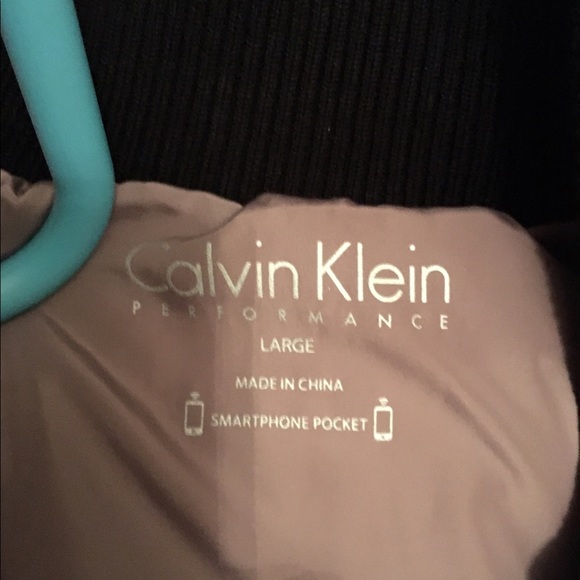 Calvin Klein
PERFORMANCE
LARGE
MADE IN CHINA
SMARTPHONE POCKET